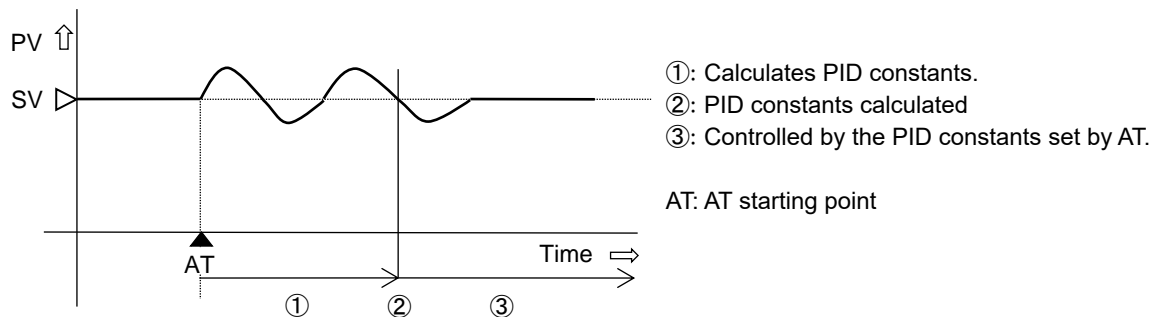 PV
SV
AT
Time
① ② ③
①: Calculates PID constants.
②: PID constants calculated
③: Controlled by the PID constants set by AT.
AT: AT starting point